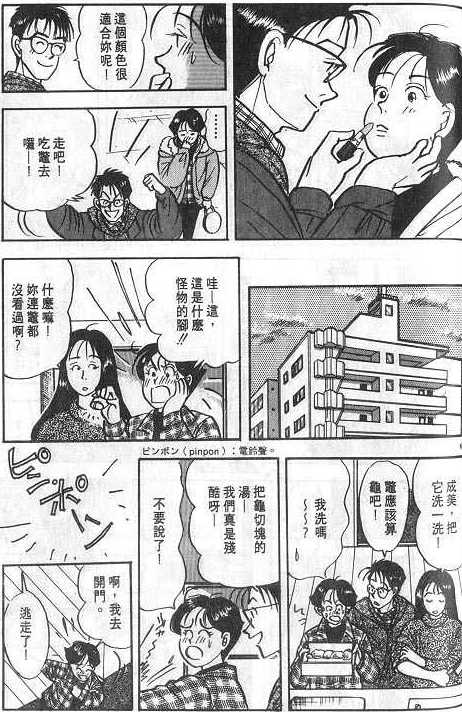 這個顏色很
適合妳呢！
……
走吧！
吃鼈去
囉—！
哇—這，
這是什麼
怪物的腳!!
什麼嘛！
妳連鼈都
沒看過啊？
ピンポン（pinpon）：電鈴聲。
成美，把
它洗一洗！
鼈應該算
龜吧！
我洗嗎
～～？
把龜切塊的
湯—
我們真是殘
酷呀—
不要說了！
ピンポーン
啊，我去
開門。
逃走了！